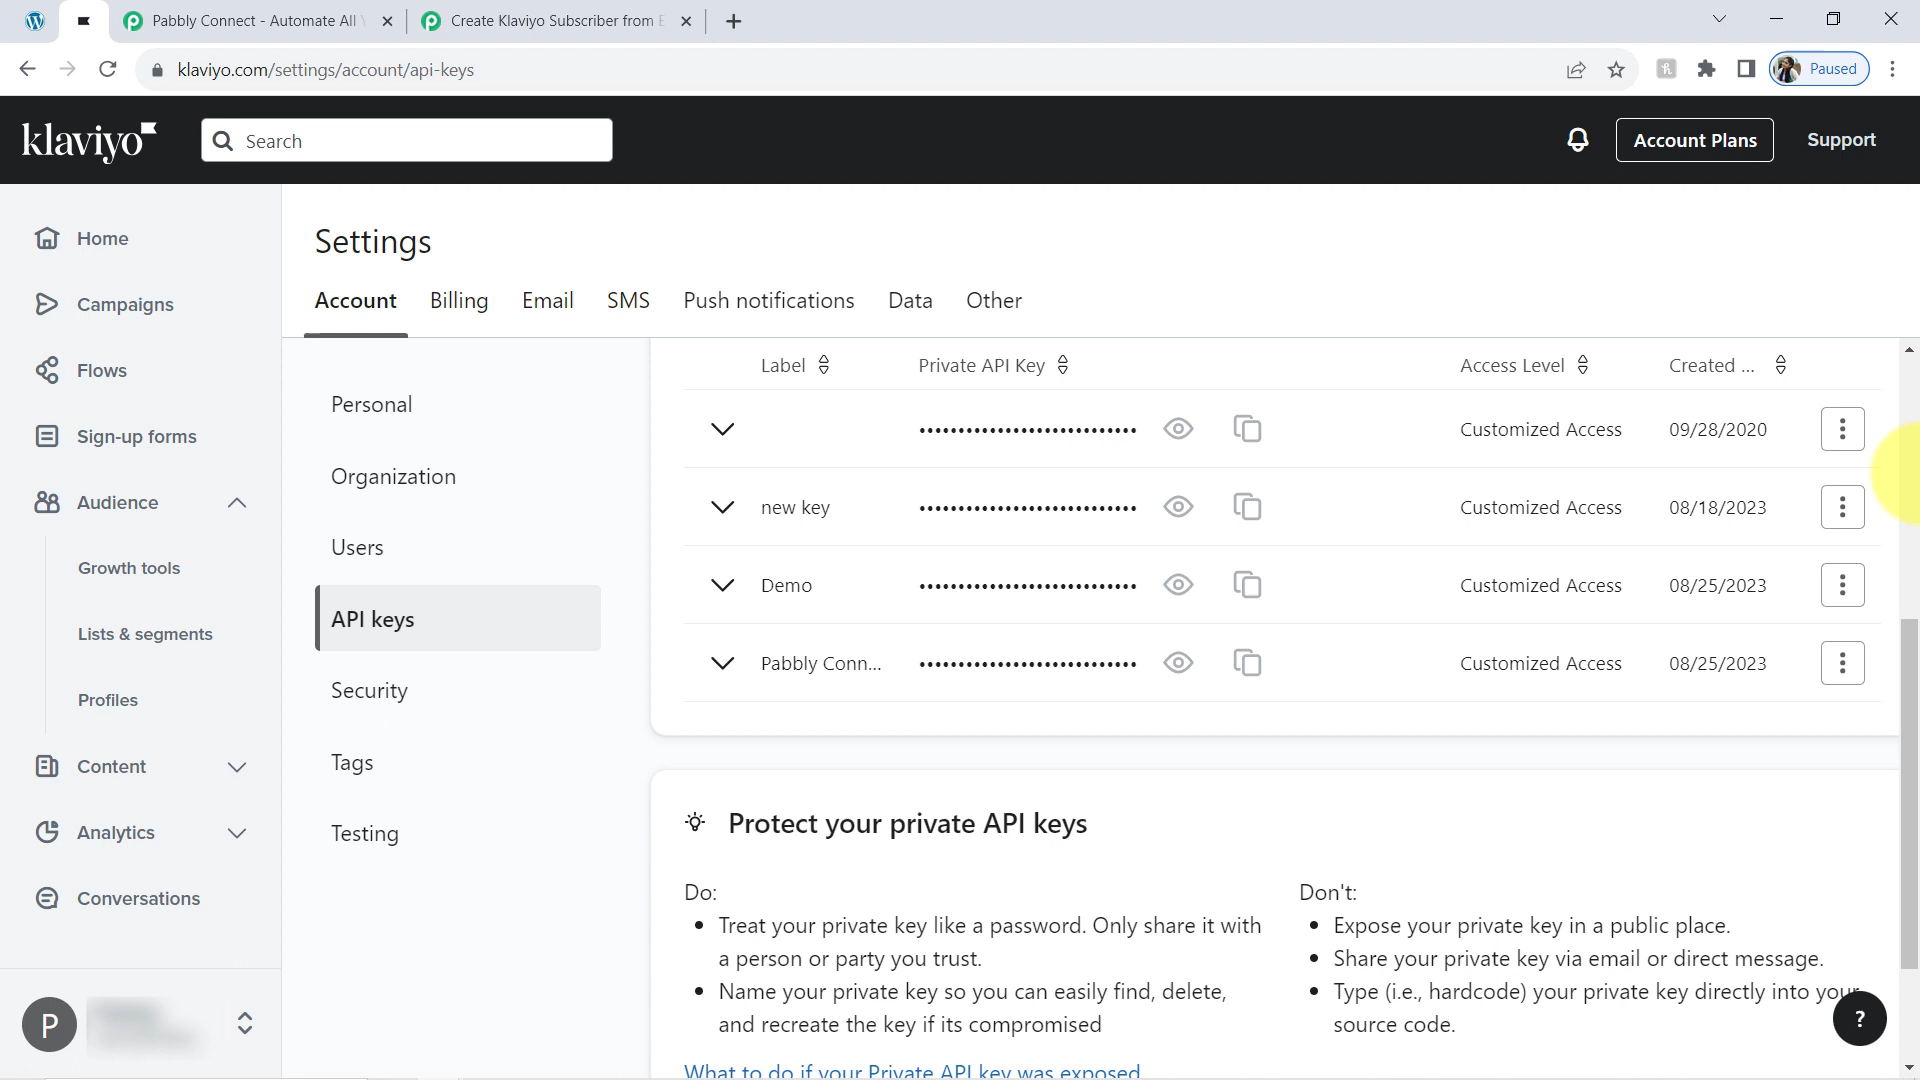 Pabbly Connect - Automate All
Create Klaviyo Subscriber from
klaviyo.com/settings/account/api-keys
Paused
klaviyo
Search
Account Plans
Support
Home
Campaigns
Flows
Sign-up forms
Audience
Growth tools
Lists & segments
Profiles
Content
Analytics
Conversations
P
Settings
Account Billing Email SMS Push notifications Data Other
Personal
Organization
Users
API keys
Security
Tags
Testing
Label Private API Key Access Level Created ...
Customized Access 09/28/2020
new key Customized Access 08/18/2023
Demo Customized Access 08/25/2023
Pabbly Conn... Customized Access 08/25/2023
Protect your private API keys
Do:
• Treat your private key like a password. Only share it with
a person or party you trust.
• Name your private key so you can easily find, delete,
and recreate the key if its compromised
What to do if your Private API key was exposed
Don't:
• Expose your private key in a public place.
• Share your private key via email or direct message.
• Type (i.e., hardcode) your private key directly into your
source code.
?